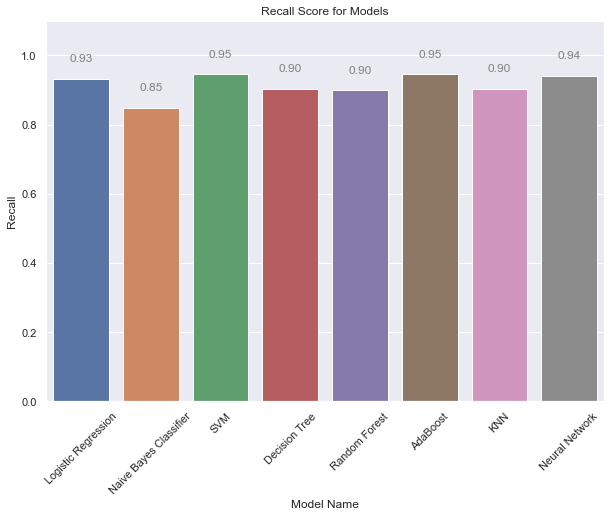 Recall Score for Models
1.0
0.8
0.6
0.4
0.2
0.0
Recall
0.93
0.85
0.95
0.90
0.90
0.95
0.90
0.94
Logistic Regression
Naive Bayes Classifier
SVM
Decision Tree
Random Forest
AdaBoost
KNN
Neural Network
Model Name